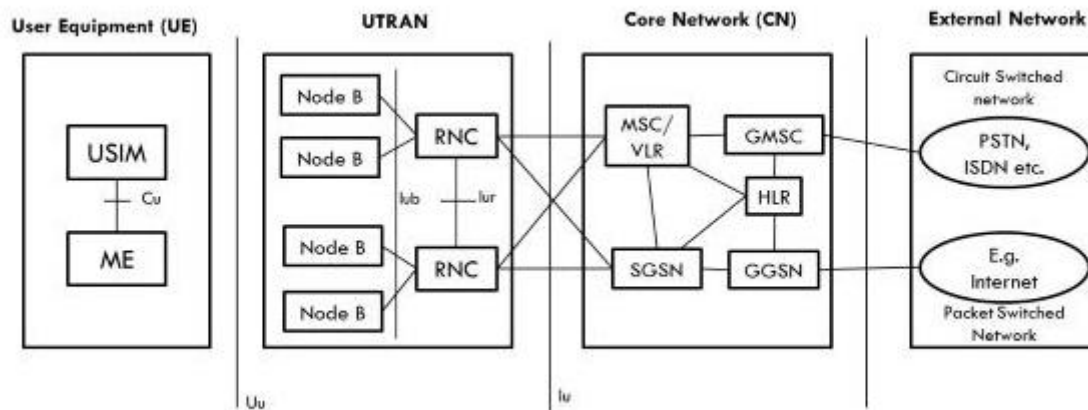 User Equipment (UE)
UTRAN
Core Network (CN)
External Network
USIM
Cu
ME
Node B
Node B
Node B
Node B
RNC
RNC
Iub
Iur
MSC/
VLR
GMSC
HLR
SGSN
GGSN
Circuit Switched
network
PSTN,
ISDN etc.
E.g.
Internet
Packet Switched
Network
Uu
Iu